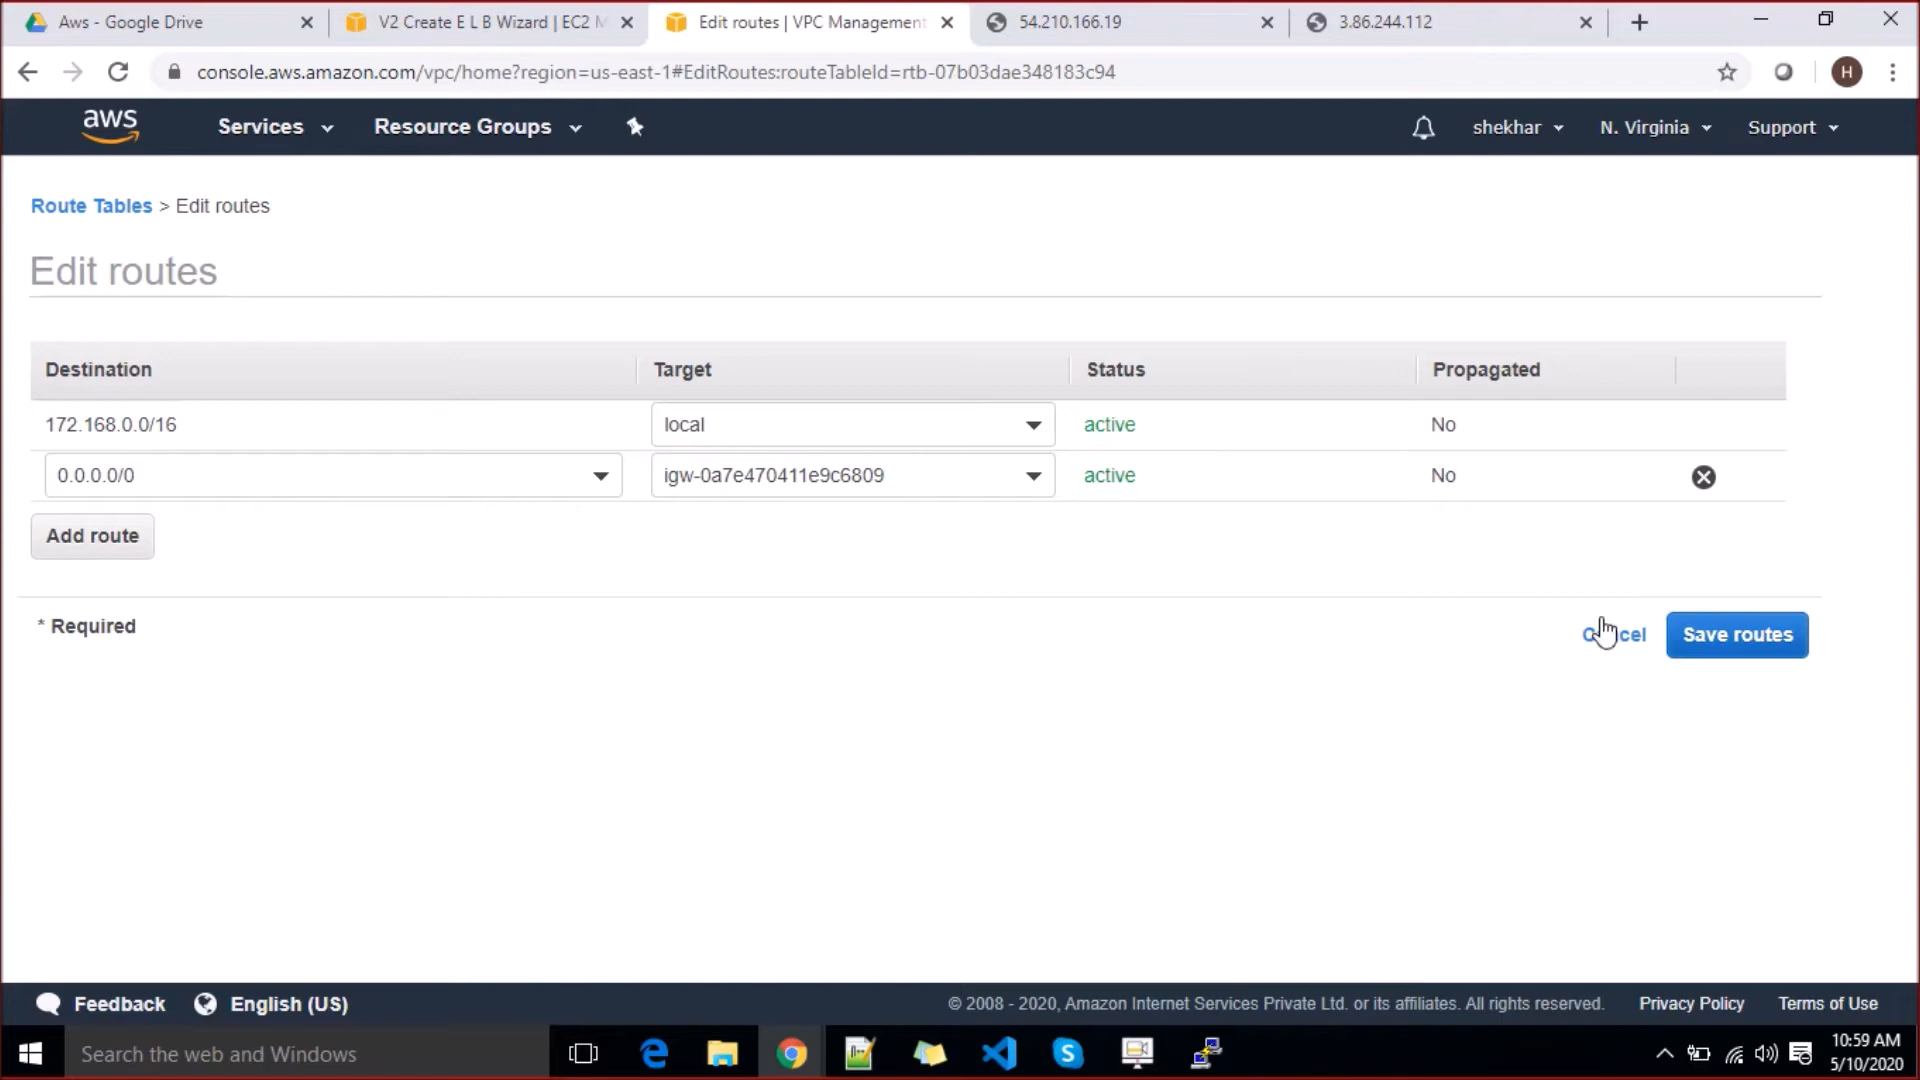 Aws - Google Drive
V2 Create E L B Wizard | EC2 M
Edit routes | VPC Management
54.210.166.19
3.86.244.112
console.aws.amazon.com/vpc/home?region=us-east-1#EditRoutes:routeTableId=rtb-07b03dae348183c94
H
aws
Services
Resource Groups
shekhar
N. Virginia
Support
Route Tables > Edit routes
Edit routes
Destination Target Status Propagated
172.168.0.0/16 local active No
0.0.0.0/0 igw-0a7e470411e9c6809 active No
Add route
* Required
Save routes
Feedback
English (US)
© 2008 - 2020, Amazon Internet Services Private Ltd. or its affiliates. All rights reserved.
Privacy Policy
Terms of Use
Search the web and Windows
10:59 AM
5/10/2020